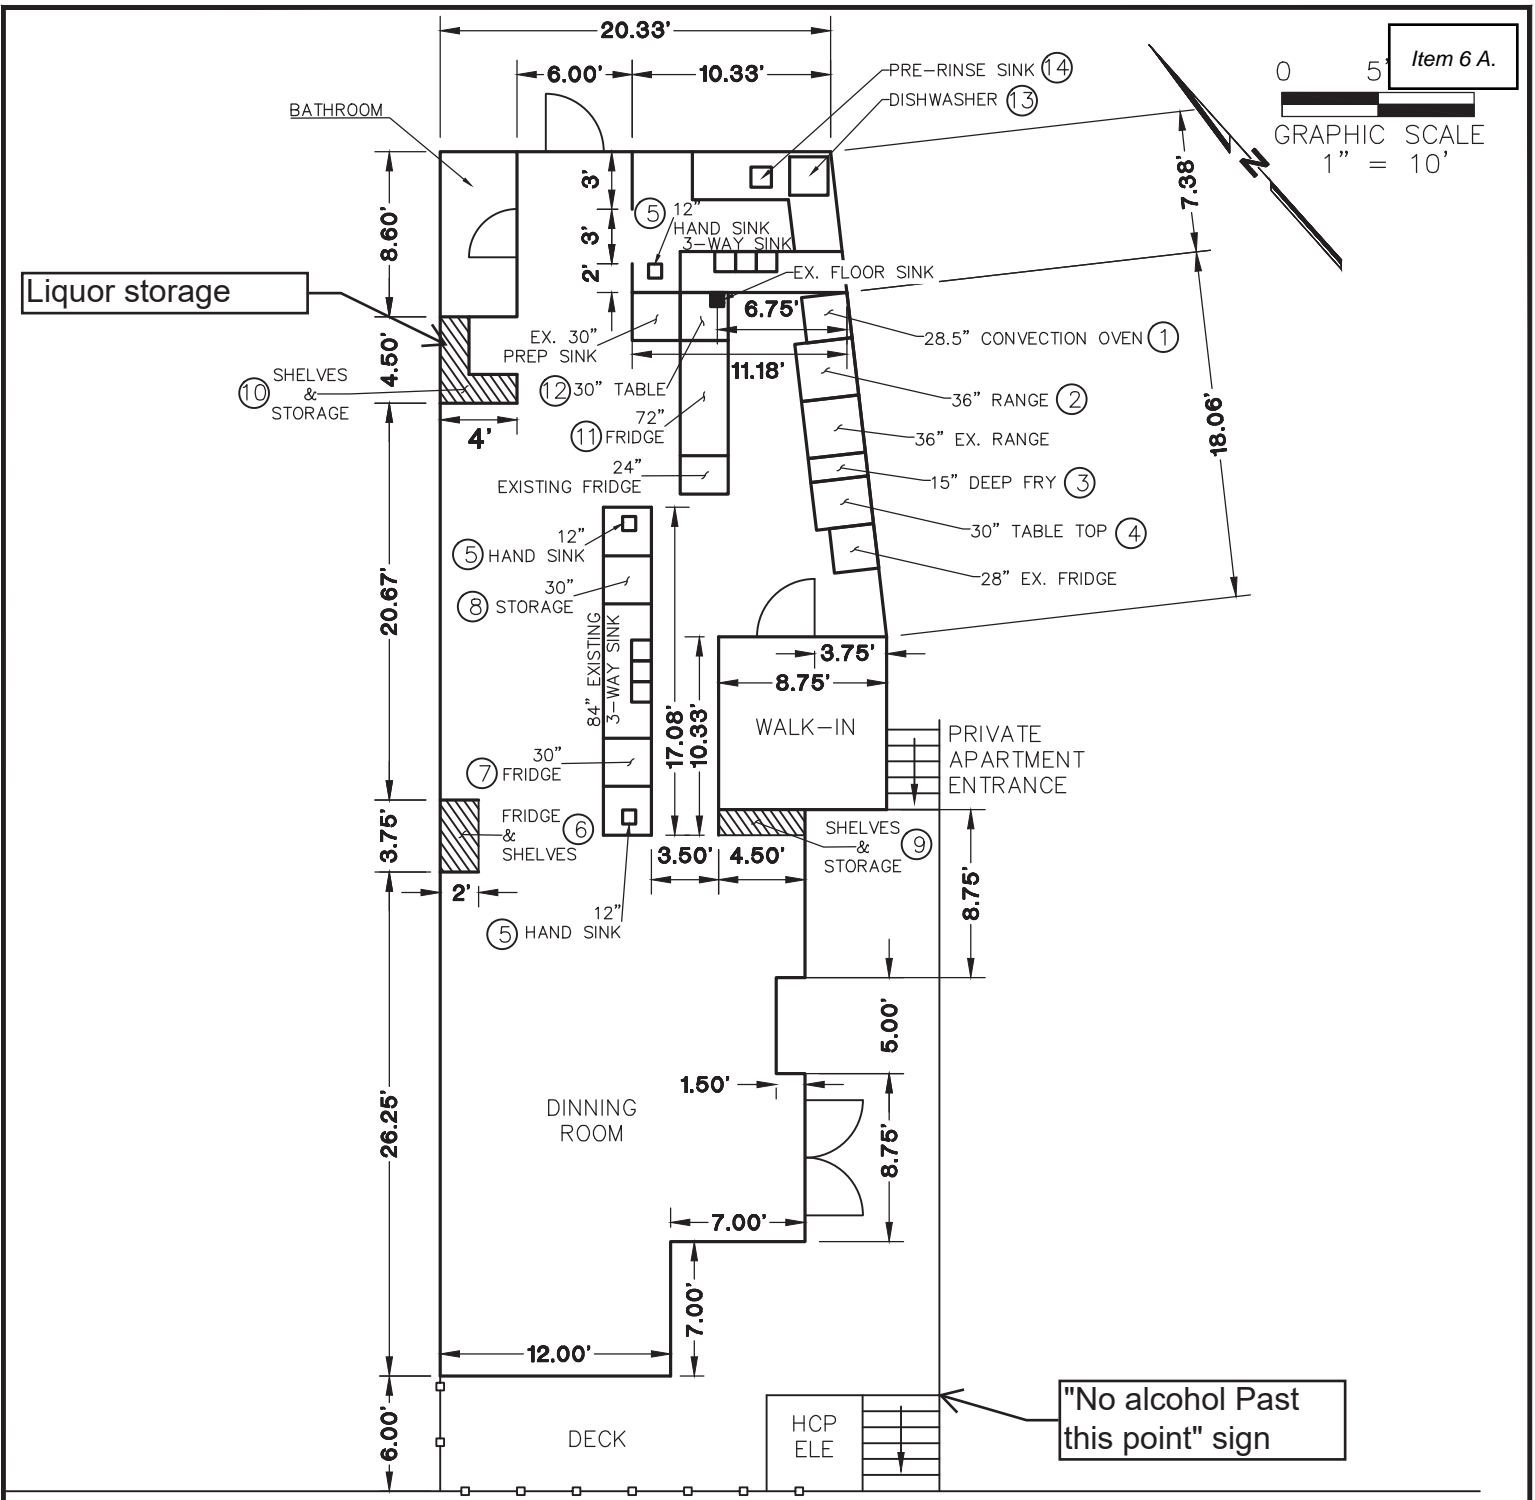 20.33'
6.00'
10.33'
PRE-RINSE SINK 14
DISHWASHER 13
Item 6 A.
0 5'
GRAPHIC SCALE
1" = 10'
N
BATHROOM
7.38'
8.60'
3'
3'
2'
5 12"
HAND SINK
3-WAY SINK
EX. FLOOR SINK
Liquor storage
6.75'
EX. 30"
PREP SINK
28.5" CONVECTION OVEN 1
11.18'
4.50'
10 SHELVES
&
STORAGE
12 30" TABLE
36" RANGE 2
4'
72"
11 FRIDGE
36" EX. RANGE
18.06'
24"
EXISTING FRIDGE
15" DEEP FRY 3
30" TABLE TOP 4
12"
5 HAND SINK
28" EX. FRIDGE
20.67'
30"
8 STORAGE
84" EXISTING
3-WAY SINK
3.75'
8.75'
17.08'
10.33'
WALK-IN
PRIVATE
APARTMENT
ENTRANCE
30"
7 FRIDGE
3.75'
FRIDGE
&
SHELVES
6
SHELVES
&
STORAGE
9
3.50'
4.50'
2'
8.75'
12"
5 HAND SINK
5.00'
1.50'
26.25'
DINNING
ROOM
8.75'
7.00'
7.00'
12.00'
6.00'
DECK
HCP
ELE
"No alcohol Past
this point" sign